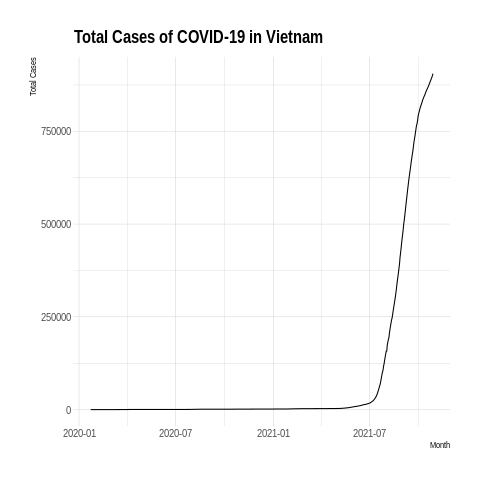 Total Cases of COVID-19 in Vietnam
Total Cases
750000
500000
250000
0
2020-01 2020-07 2021-01 2021-07
Month